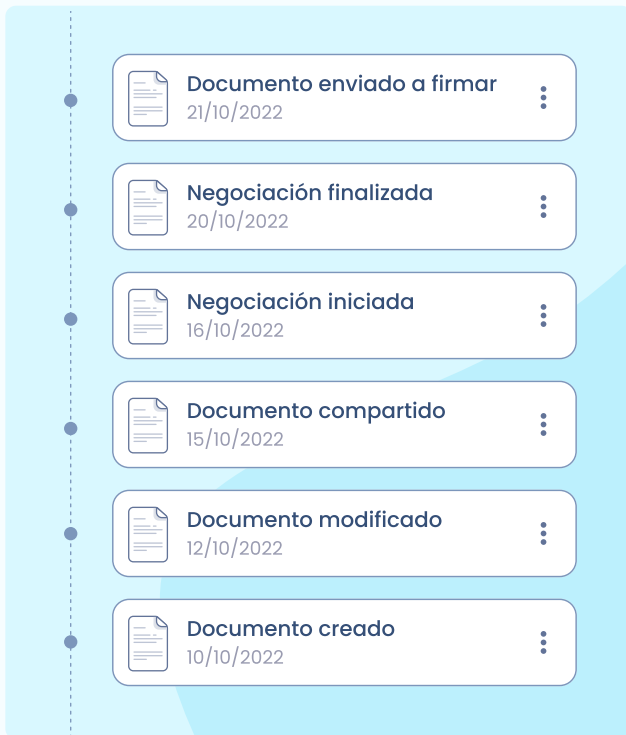 Documento enviado a firmar
21/10/2022
Negociación finalizada
20/10/2022
Negociación iniciada
16/10/2022
Documento compartido
15/10/2022
Documento modificado
12/10/2022
Documento creado
10/10/2022